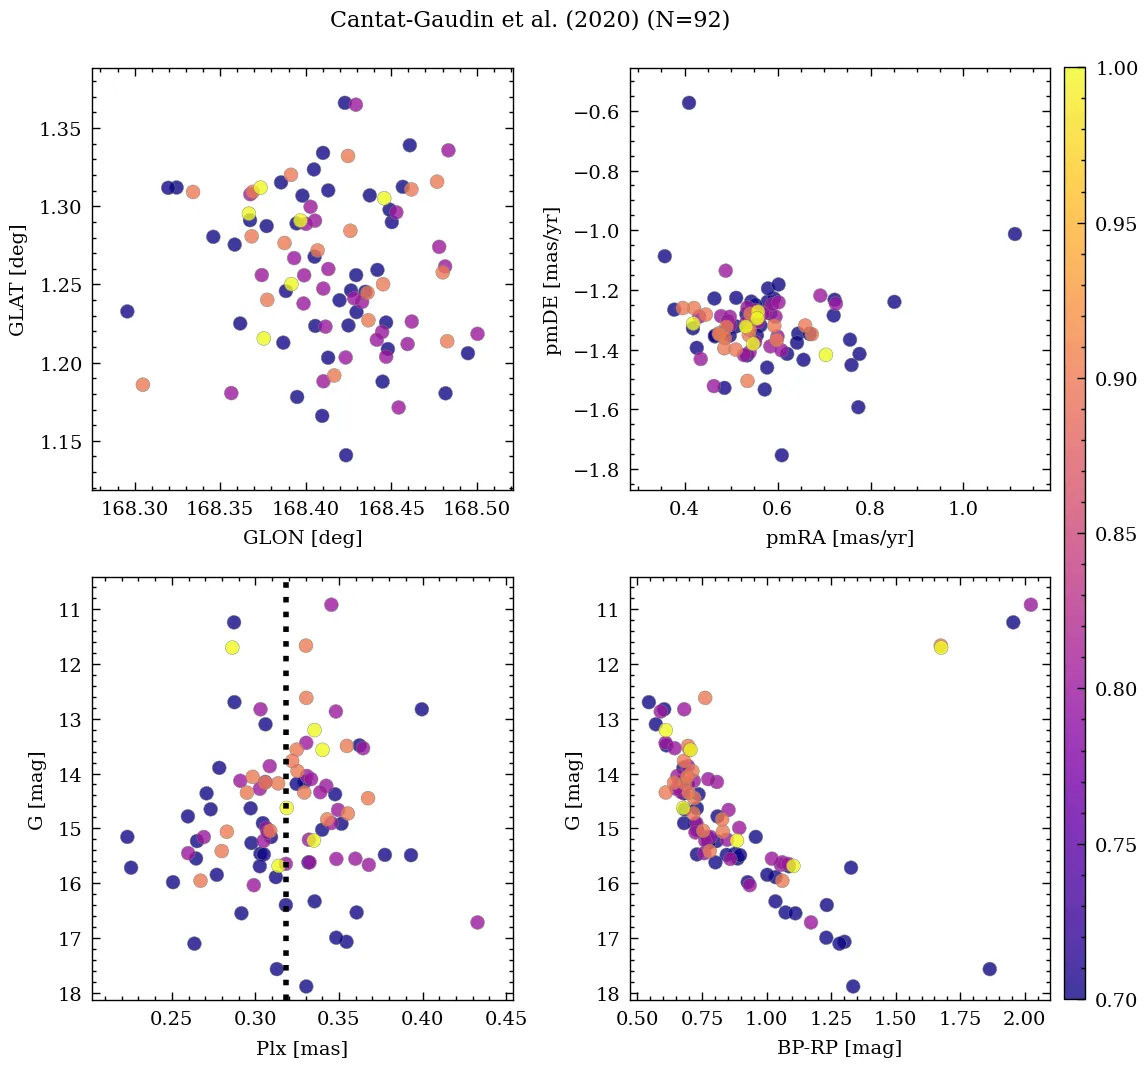 Cantat-Gaudin et al. (2020) (N=92)
1.35
1.30
1.25
1.20
1.15
GLAT [deg]
168.30 168.35 168.40 168.45 168.50
GLON [deg]
−0.6
−0.8
−1.0
−1.2
−1.4
−1.6
−1.8
pmDE [mas/yr]
0.4 0.6 0.8 1.0
pmRA [mas/yr]
11
12
13
14
15
16
17
18
G [mag]
0.25 0.30 0.35 0.40 0.45
Plx [mas]
11
12
13
14
15
16
17
18
G [mag]
0.50 0.75 1.00 1.25 1.50 1.75 2.00
BP-RP [mag]
1.00
0.95
0.90
0.85
0.80
0.75
0.70